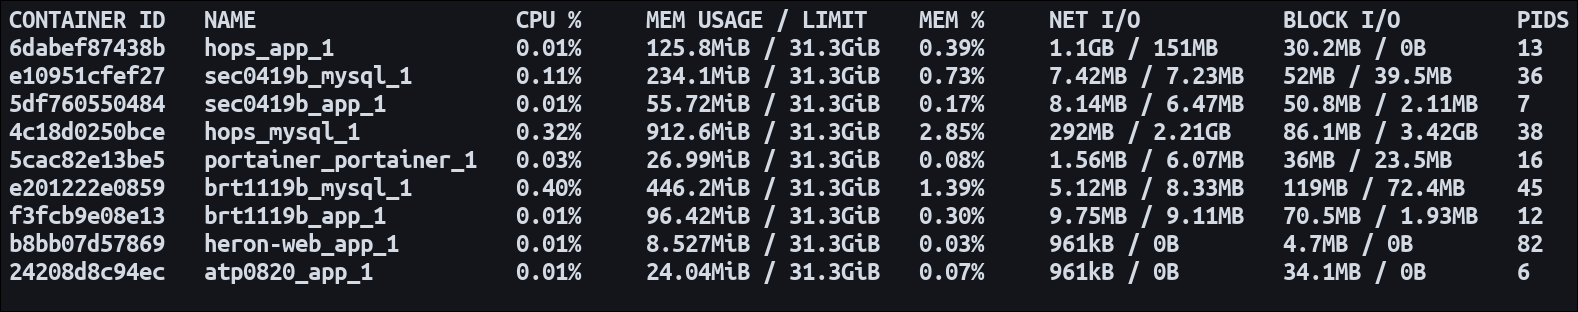 CONTAINER ID   NAME                    CPU %     MEM USAGE / LIMIT    MEM %     NET I/O           BLOCK I/O         PIDS
6dabef87438b   hops_app_1              0.01%     125.8MiB / 31.3GiB   0.39%     1.1GB / 151MB     30.2MB / 0B       13
e10951cfef27   sec0419b_mysql_1        0.11%     234.1MiB / 31.3GiB   0.73%     7.42MB / 7.23MB   52MB / 39.5MB     36
5df760550484   sec0419b_app_1          0.01%     55.72MiB / 31.3GiB   0.17%     8.14MB / 6.47MB   50.8MB / 2.11MB   7
4c18d0250bce   hops_mysql_1            0.32%     912.6MiB / 31.3GiB   2.85%     292MB / 2.21GB    86.1MB / 3.42GB   38
5cac82e13be5   portainer_portainer_1   0.03%     26.99MiB / 31.3GiB   0.08%     1.56MB / 6.07MB   36MB / 23.5MB     16
e201222e0859   brt1119b_mysql_1        0.40%     446.2MiB / 31.3GiB   1.39%     5.12MB / 8.33MB   119MB / 72.4MB    45
f3fcb9e08e13   brt1119b_app_1          0.01%     96.42MiB / 31.3GiB   0.30%     9.75MB / 9.11MB   70.5MB / 1.93MB   12
b8bb07d57869   heron-web_app_1         0.01%     8.527MiB / 31.3GiB   0.03%     961kB / 0B        4.7MB / 0B        82
24208d8c94ec   atp0820_app_1           0.01%     24.04MiB / 31.3GiB   0.07%     961kB / 0B        34.1MB / 0B       6